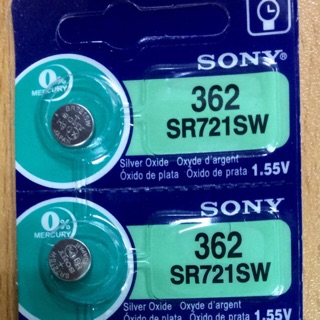 SONY
0%
MERCURY
362
SR721SW
Silver Oxide Oxyde d'argent
Óxido de plata Óxido de prata 1.55V
SONY
0%
MERCURY
362
SR721SW
Silver Oxide Oxyde d'argent
Óxido de plata Óxido de prata 1.55V